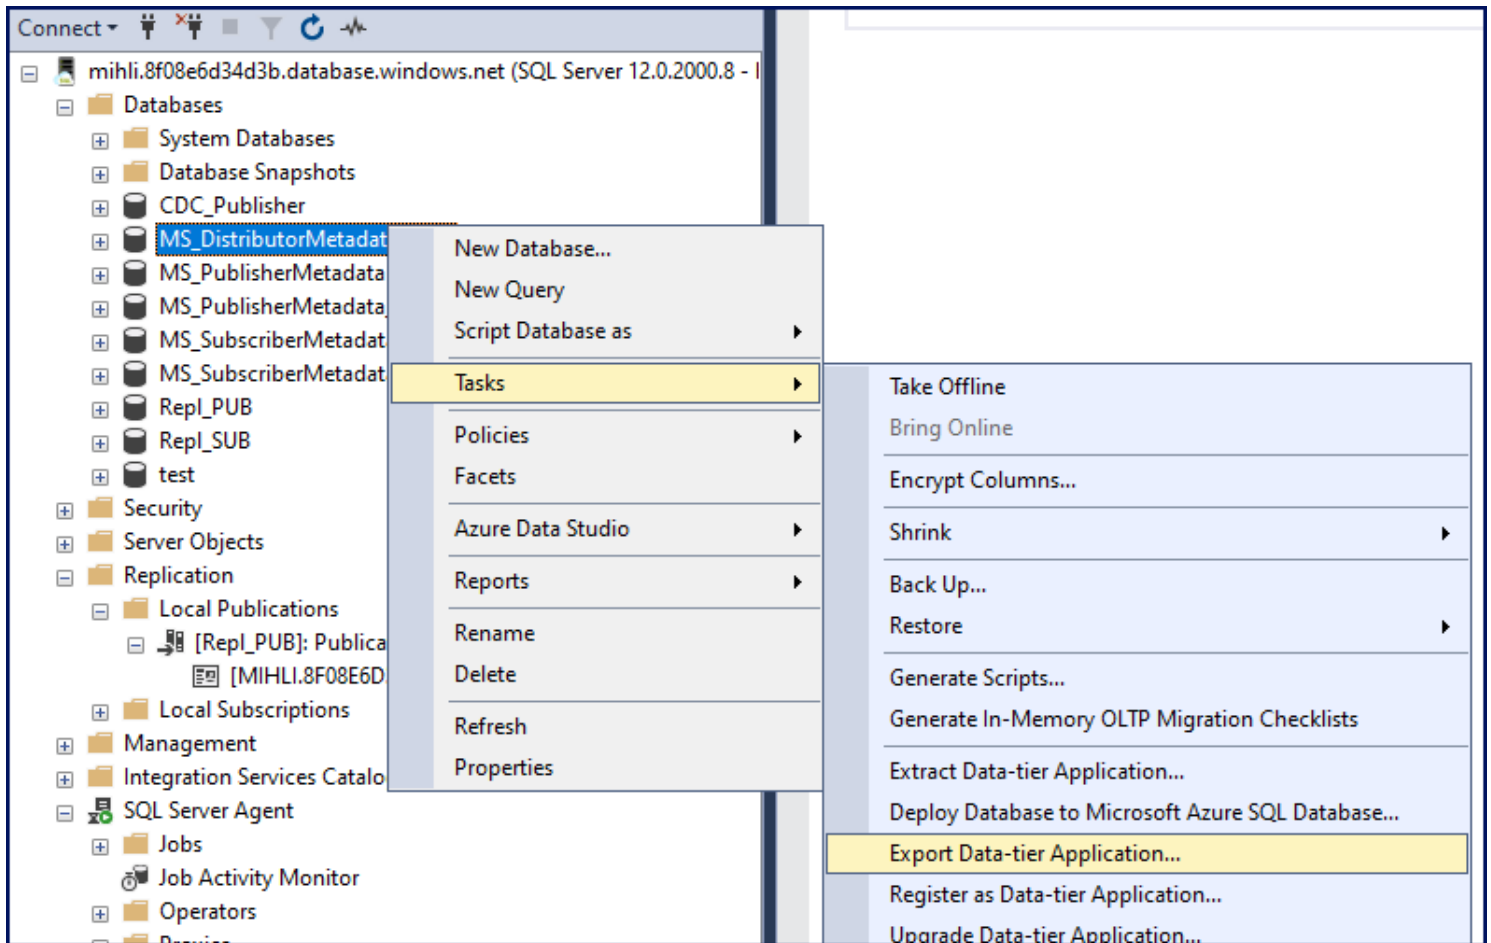 Connect
mihli.8f08e6d34d3b.database.windows.net (SQL Server 12.0.2000.8 -
Databases
System Databases
Database Snapshots
CDC_Publisher
MS_DistributorMetadat
MS_PublisherMetadata
MS_PublisherMetadata_
MS_SubscriberMetadat
MS_SubscriberMetadat
Repl_PUB
Repl_SUB
test
Security
Server Objects
Replication
Local Publications
[Repl_PUB]: Publica
[MIHLI.8F08E6D
Local Subscriptions
Management
Integration Services Catalo
SQL Server Agent
Jobs
Job Activity Monitor
Operators
Proxies
New Database...
New Query
Script Database as
Tasks
Policies
Facets
Azure Data Studio
Reports
Rename
Delete
Refresh
Properties
Take Offline
Bring Online
Encrypt Columns...
Shrink
Back Up...
Restore
Generate Scripts...
Generate In-Memory OLTP Migration Checklists
Extract Data-tier Application...
Deploy Database to Microsoft Azure SQL Database...
Export Data-tier Application...
Register as Data-tier Application...
Upgrade Data-tier Application...